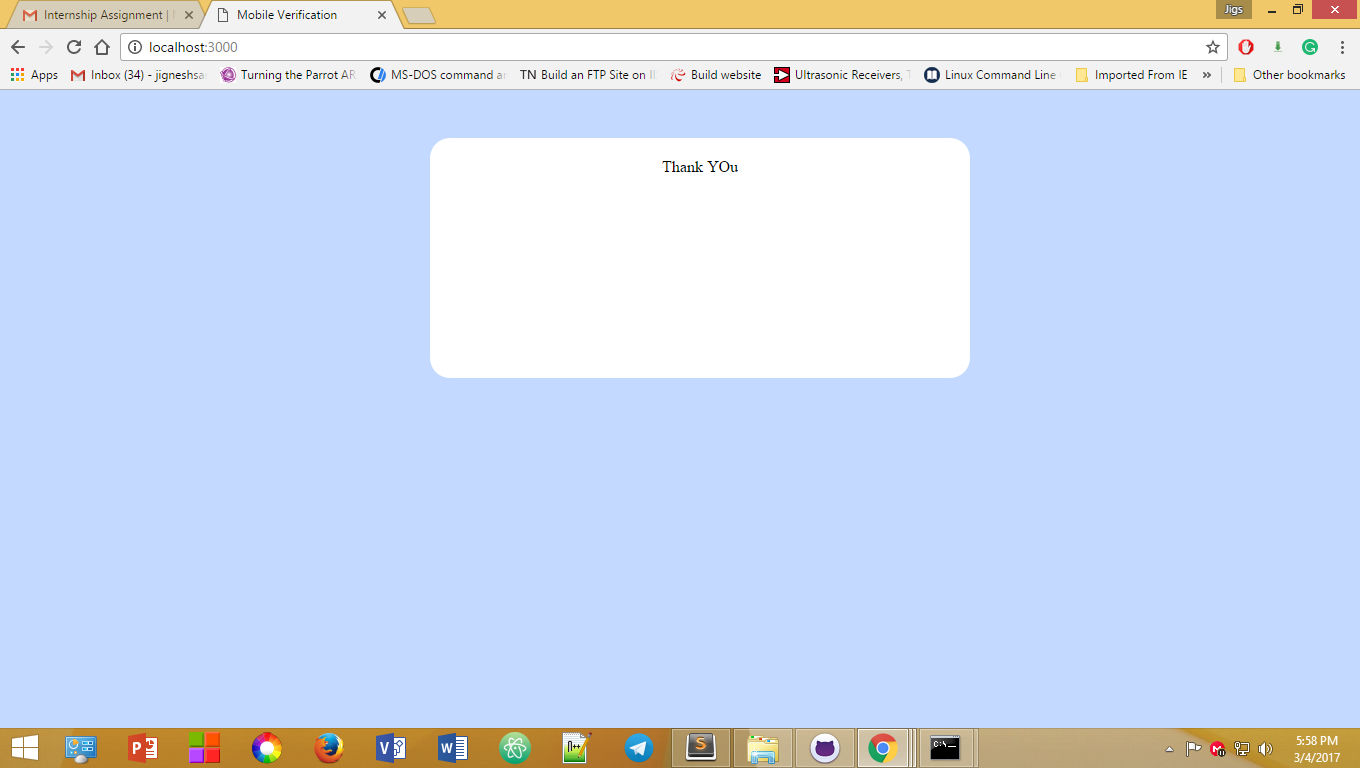 Internship Assignment |
Mobile Verification
Jigs
localhost:3000
Apps
Inbox (34) - jigneshsa
Turning the Parrot AR
MS-DOS command a
TN Build an FTP Site on I
Build website
Ultrasonic Receivers,
Linux Command Line
Imported From IE
»
Other bookmarks
Thank YOu
5:58 PM
3/4/2017